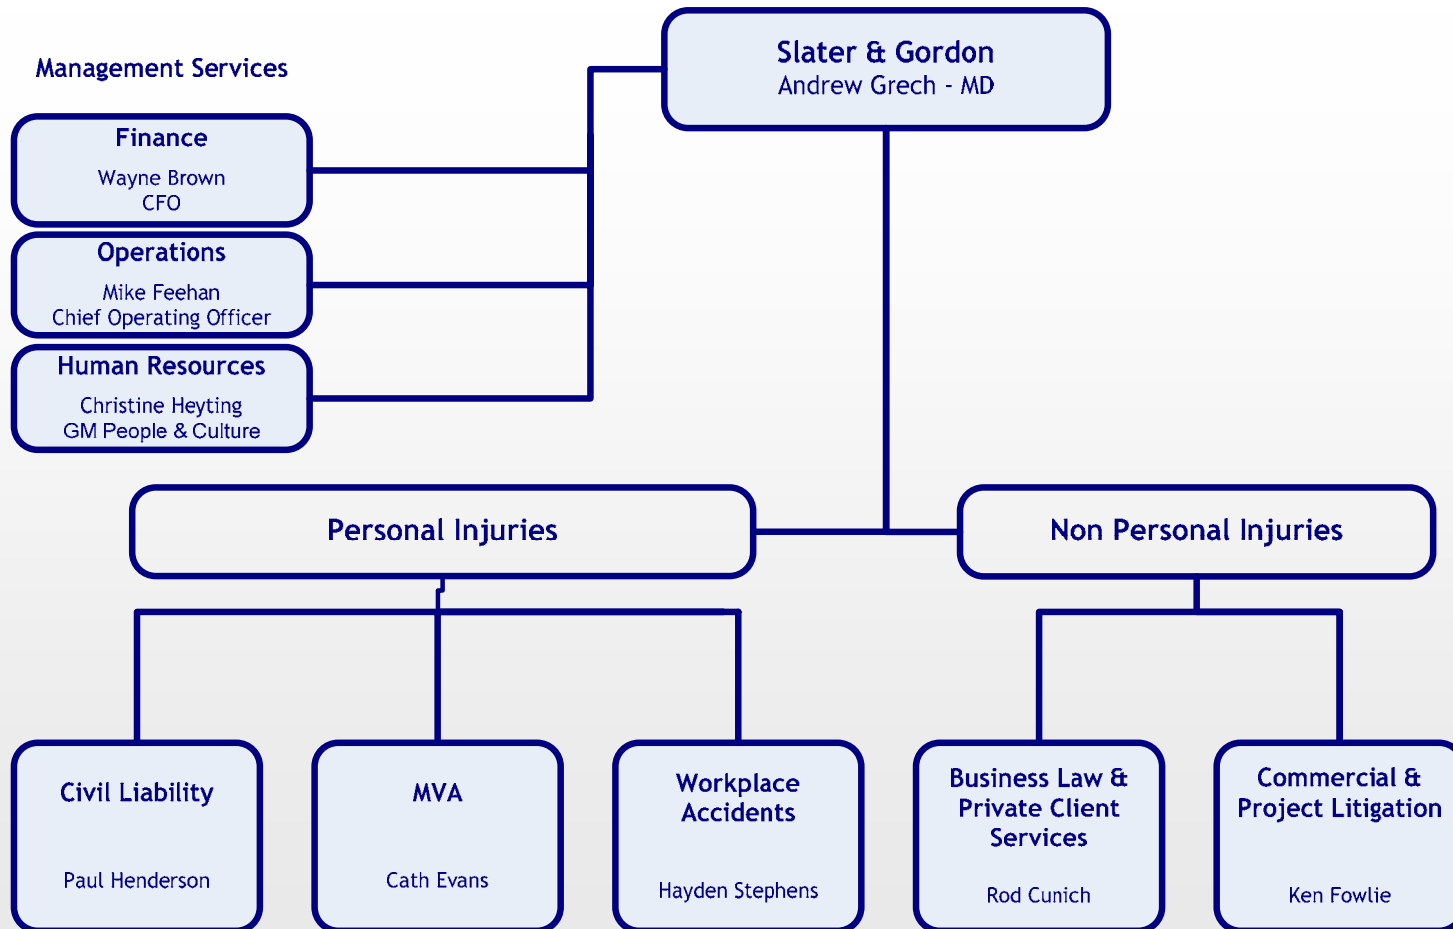 Slater & Gordon
Andrew Grech - MD
Management Services
Finance
Wayne Brown
CFO
Operations
Mike Feehan
Chief Operating Officer
Human Resources
Christine Heyting
GM People & Culture
Personal Injuries
Non Personal Injuries
Civil Liability
Paul Henderson
MVA
Cath Evans
Workplace
Accidents
Hayden Stephens
Business Law &
Private Client
Services
Rod Cunich
Commercial &
Project Litigation
Ken Fowlie